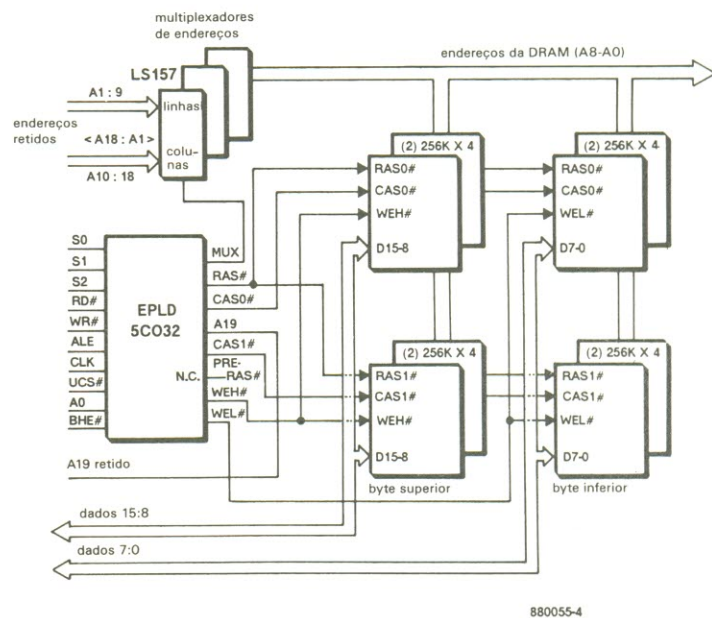 multiplexadores
de endereços
LS157
endereços da DRAM (A8-A0)
A1 : 9
linhas
endereços
retidos
< A18 : A1 >
colu-
nas
A10 : 18
(2) 256K X 4
RAS0#
CAS0#
WEH#
D15-8
(2) 256K X 4
RAS0#
CAS0#
WEL#
D7-0
S0
S1
S2
RD#
WR#
ALE
CLK
UCS#
A0
BHE#
EPLD
5CO32
N.C.
MUX
RAS#
CAS0#
A19
CAS1#
PRE-
RAS#
WEH#
WEL#
(2) 256K X 4
RAS1#
CAS1#
WEH#
D15-8
(2) 256K X 4
RAS1#
CAS1#
WEL#
D7-0
A19 retido
byte superior
byte inferior
dados 15:8
dados 7:0
880055-4